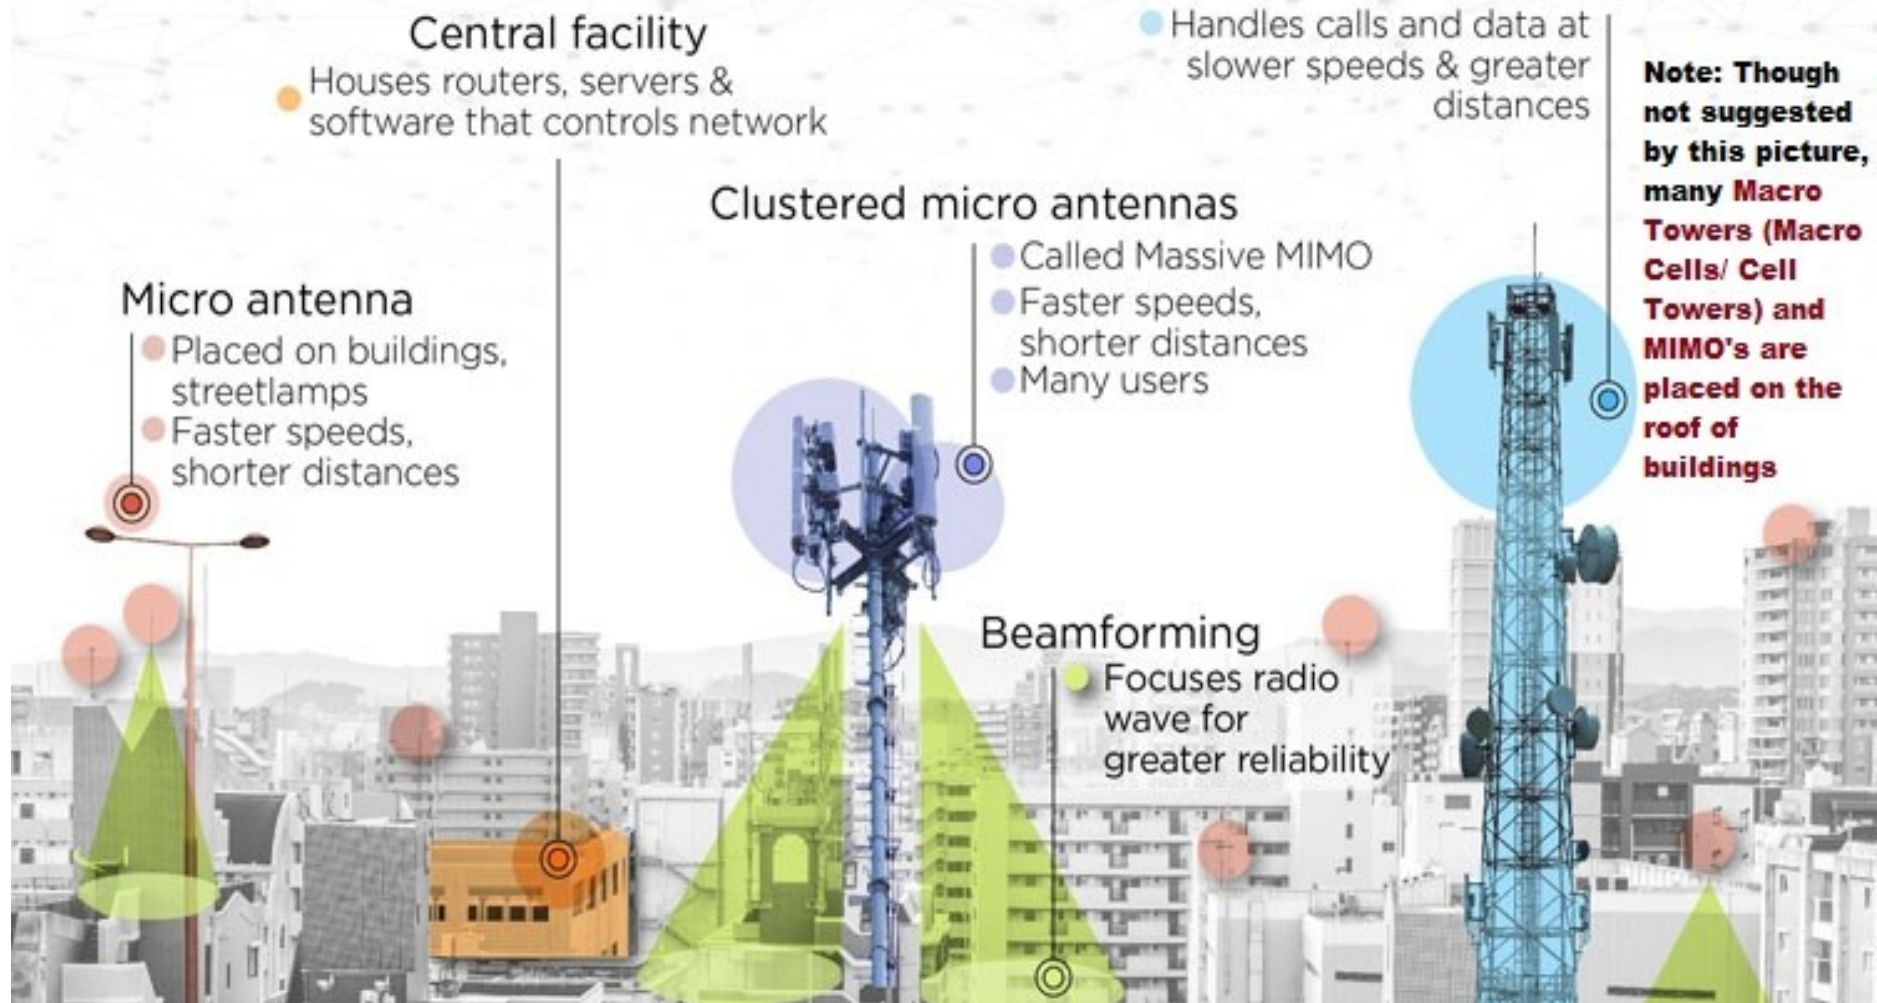 Central facility
Houses routers, servers &
software that controls network
Handles calls and data at
slower speeds & greater
distances
Note: Though
not suggested
by this picture,
many Macro
Towers (Macro
Cells/ Cell
Towers) and
MIMO's are
placed on the
roof of
buildings
Clustered micro antennas
Called Massive MIMO
Faster speeds,
shorter distances
Many users
Micro antenna
Placed on buildings,
streetlamps
Faster speeds,
shorter distances
Beamforming
Focuses radio
wave for
greater reliability